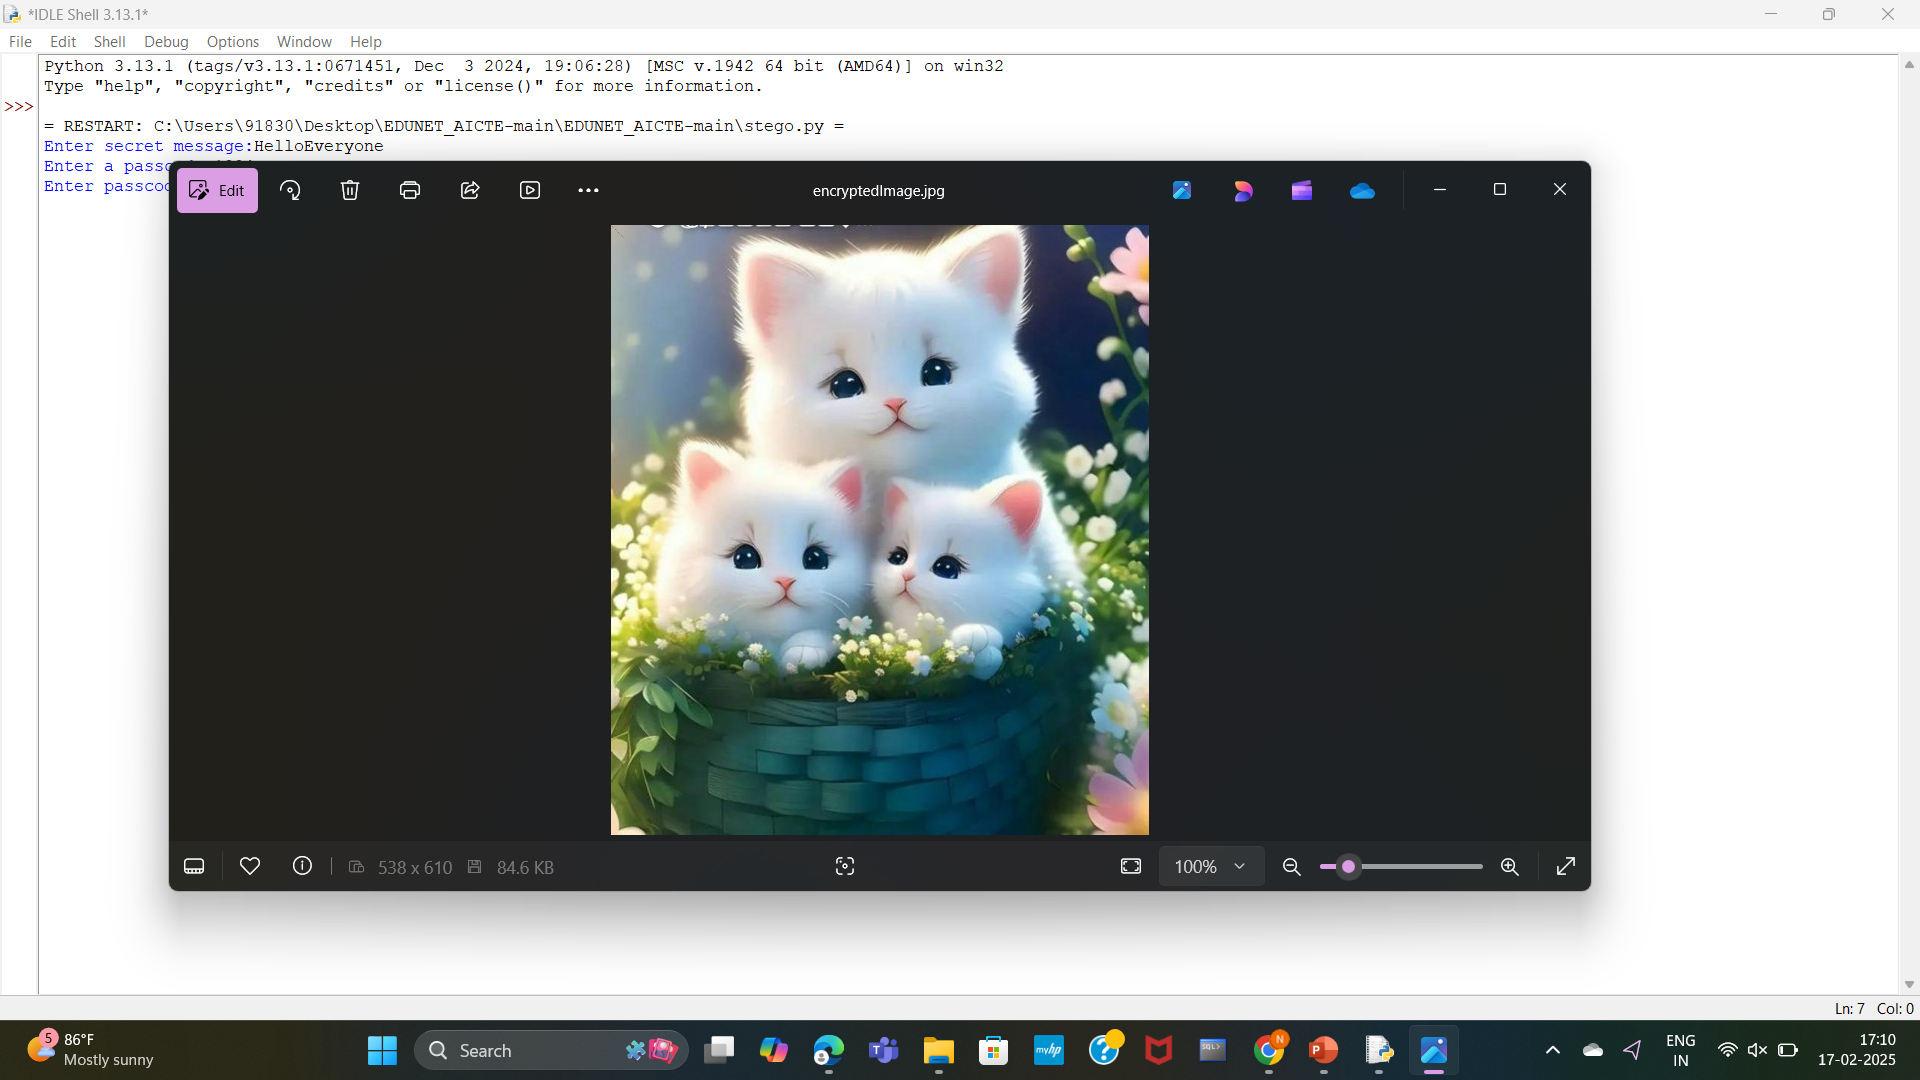 *IDLE Shell 3.13.1*
File Edit Shell Debug Options Window Help
Python 3.13.1 (tags/v3.13.1:0671451, Dec  3 2024, 19:06:28) [MSC v.1942 64 bit (AMD64)] on win32
Type "help", "copyright", "credits" or "license()" for more information.
>>>
= RESTART: C:\Users\91830\Desktop\EDUNET_AICTE-main\EDUNET_AICTE-main\stego.py =
Enter secret message:HelloEveryone
Enter a
Enter
Edit
encryptedImage.jpg
538 x 610 84.6 KB
100%
Ln: 7 Col: 0
5
86°F
Mostly sunny
Search
myhp
SQL>
N
ENG
IN
17:10
17-02-2025